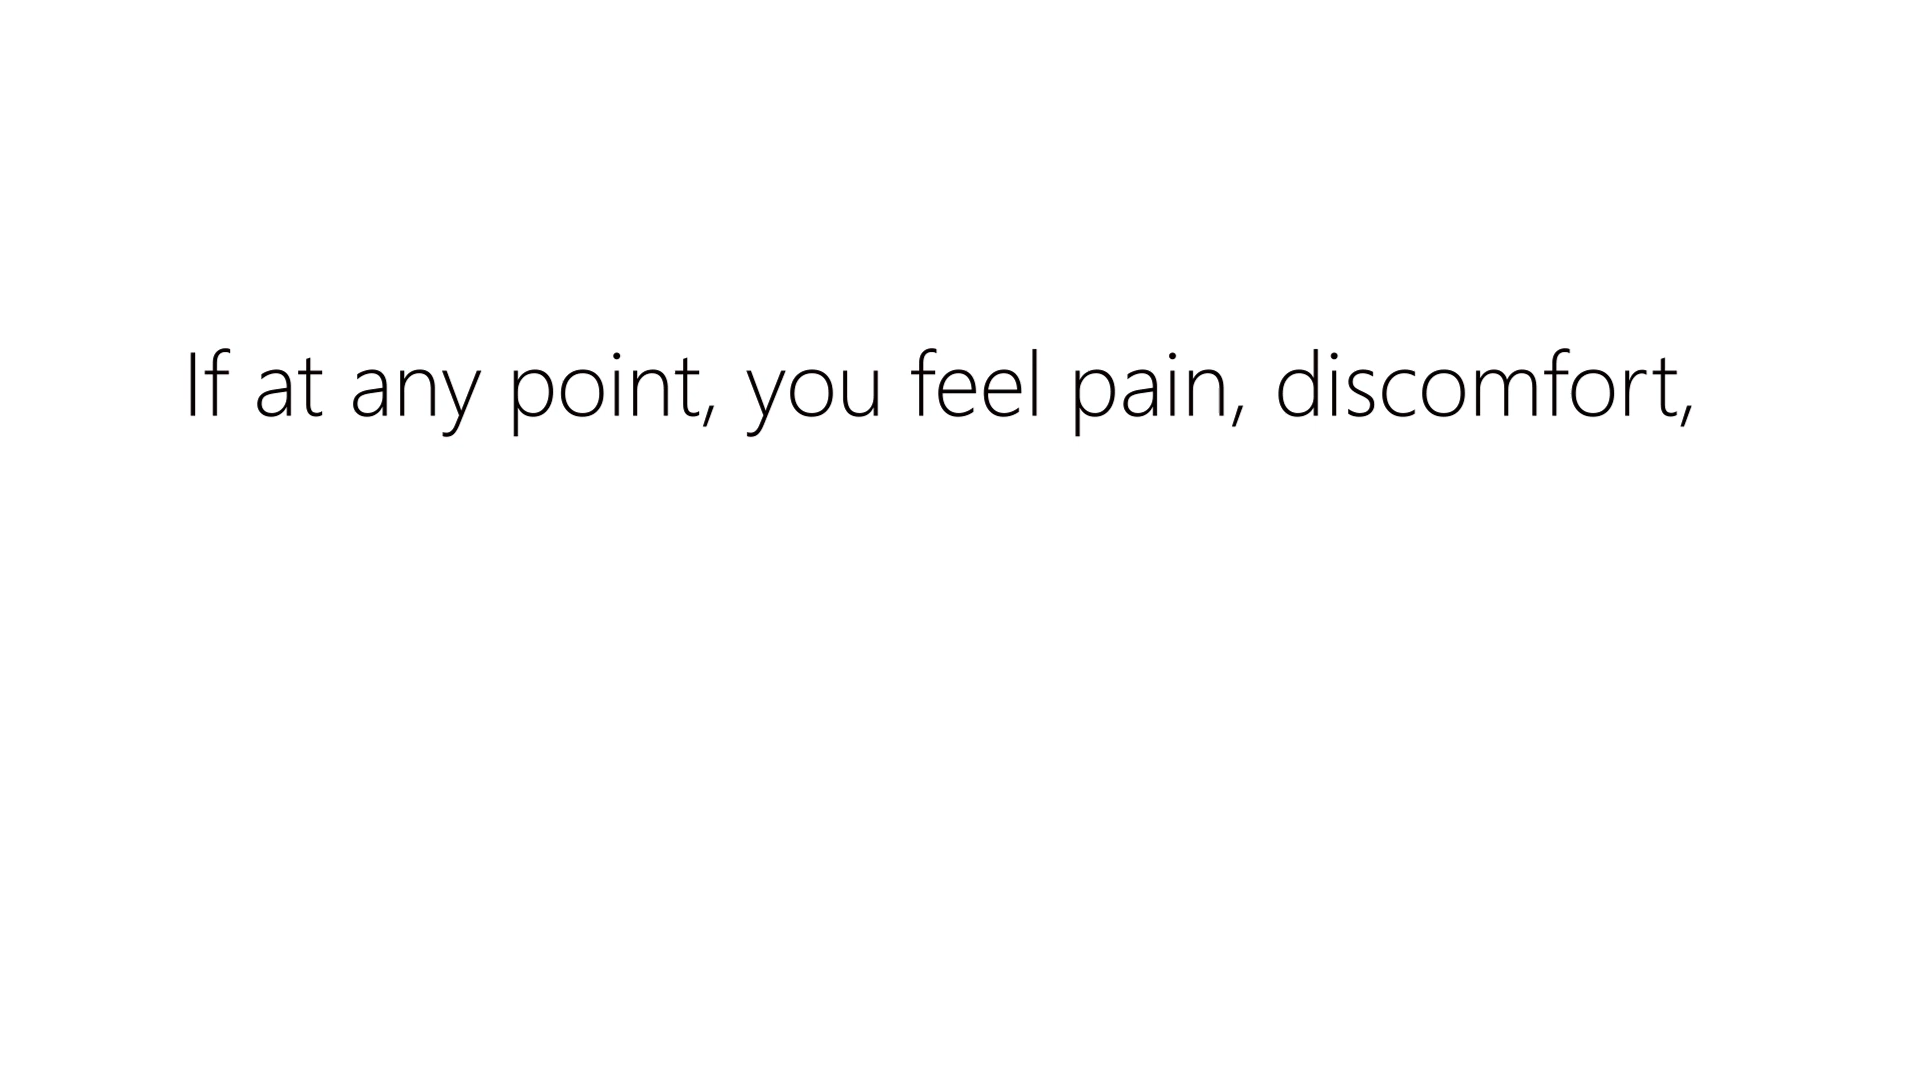 If at any point, you feel pain, discomfort,